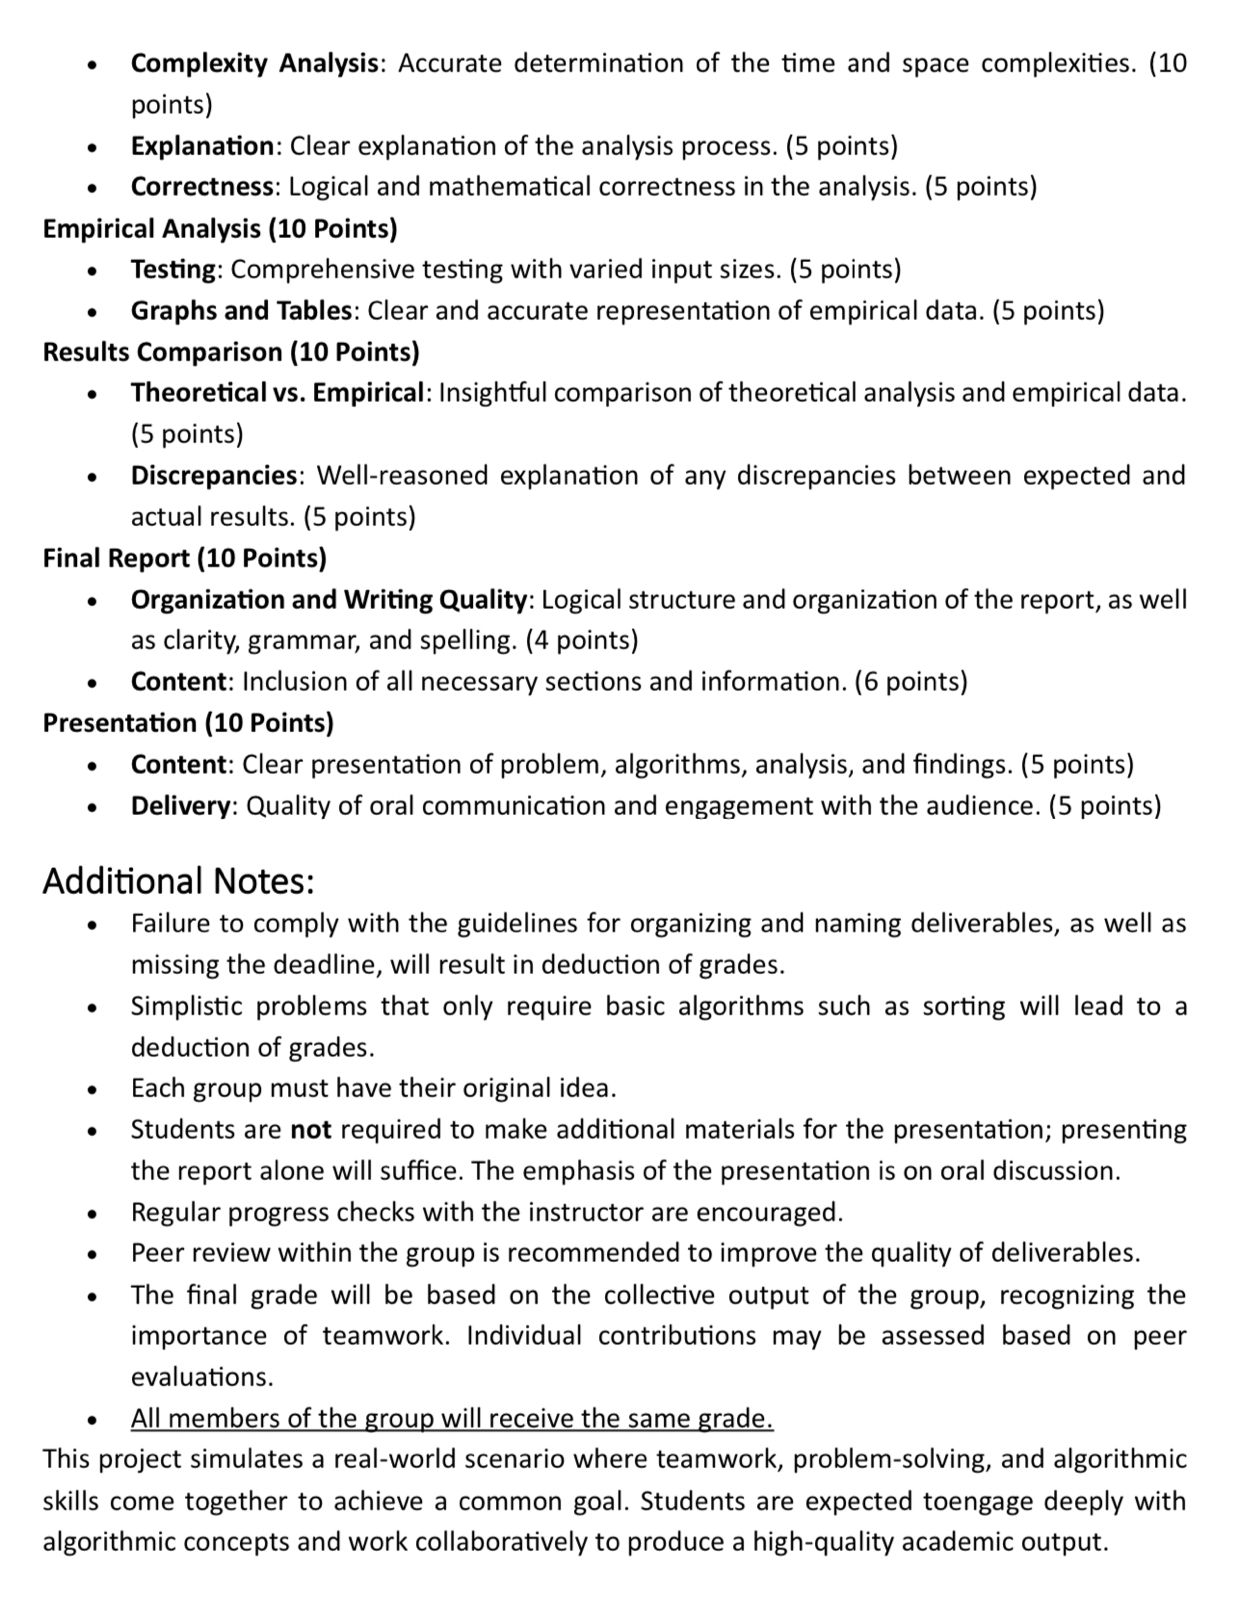 • Complexity Analysis: Accurate determination of the time and space complexities. (10
points)
• Explanation: Clear explanation of the analysis process. (5 points)
• Correctness: Logical and mathematical correctness in the analysis. (5 points)
Empirical Analysis (10 Points)
• Testing: Comprehensive testing with varied input sizes. (5 points)
• Graphs and Tables: Clear and accurate representation of empirical data. (5 points)
Results Comparison (10 Points)
• Theoretical vs. Empirical: Insightful comparison of theoretical analysis and empirical data.
(5 points)
• Discrepancies: Well-reasoned explanation of any discrepancies between expected and
actual results. (5 points)
Final Report (10 Points)
• Organization and Writing Quality: Logical structure and organization of the report, as well
as clarity, grammar, and spelling. (4 points)
• Content: Inclusion of all necessary sections and information. (6 points)
Presentation (10 Points)
• Content: Clear presentation of problem, algorithms, analysis, and findings. (5 points)
• Delivery: Quality of oral communication and engagement with the audience. (5 points)
Additional Notes:
• Failure to comply with the guidelines for organizing and naming deliverables, as well as
missing the deadline, will result in deduction of grades.
• Simplistic problems that only require basic algorithms such as sorting will lead to a
deduction of grades.
• Each group must have their original idea.
• Students are not required to make additional materials for the presentation; presenting
the report alone will suffice. The emphasis of the presentation is on oral discussion.
• Regular progress checks with the instructor are encouraged.
• Peer review within the group is recommended to improve the quality of deliverables.
• The final grade will be based on the collective output of the group, recognizing the
importance of teamwork. Individual contributions may be assessed based on peer
evaluations.
• All members of the group will receive the same grade.
This project simulates a real-world scenario where teamwork, problem-solving, and algorithmic
skills come together to achieve a common goal. Students are expected toengage deeply with
algorithmic concepts and work collaboratively to produce a high-quality academic output.